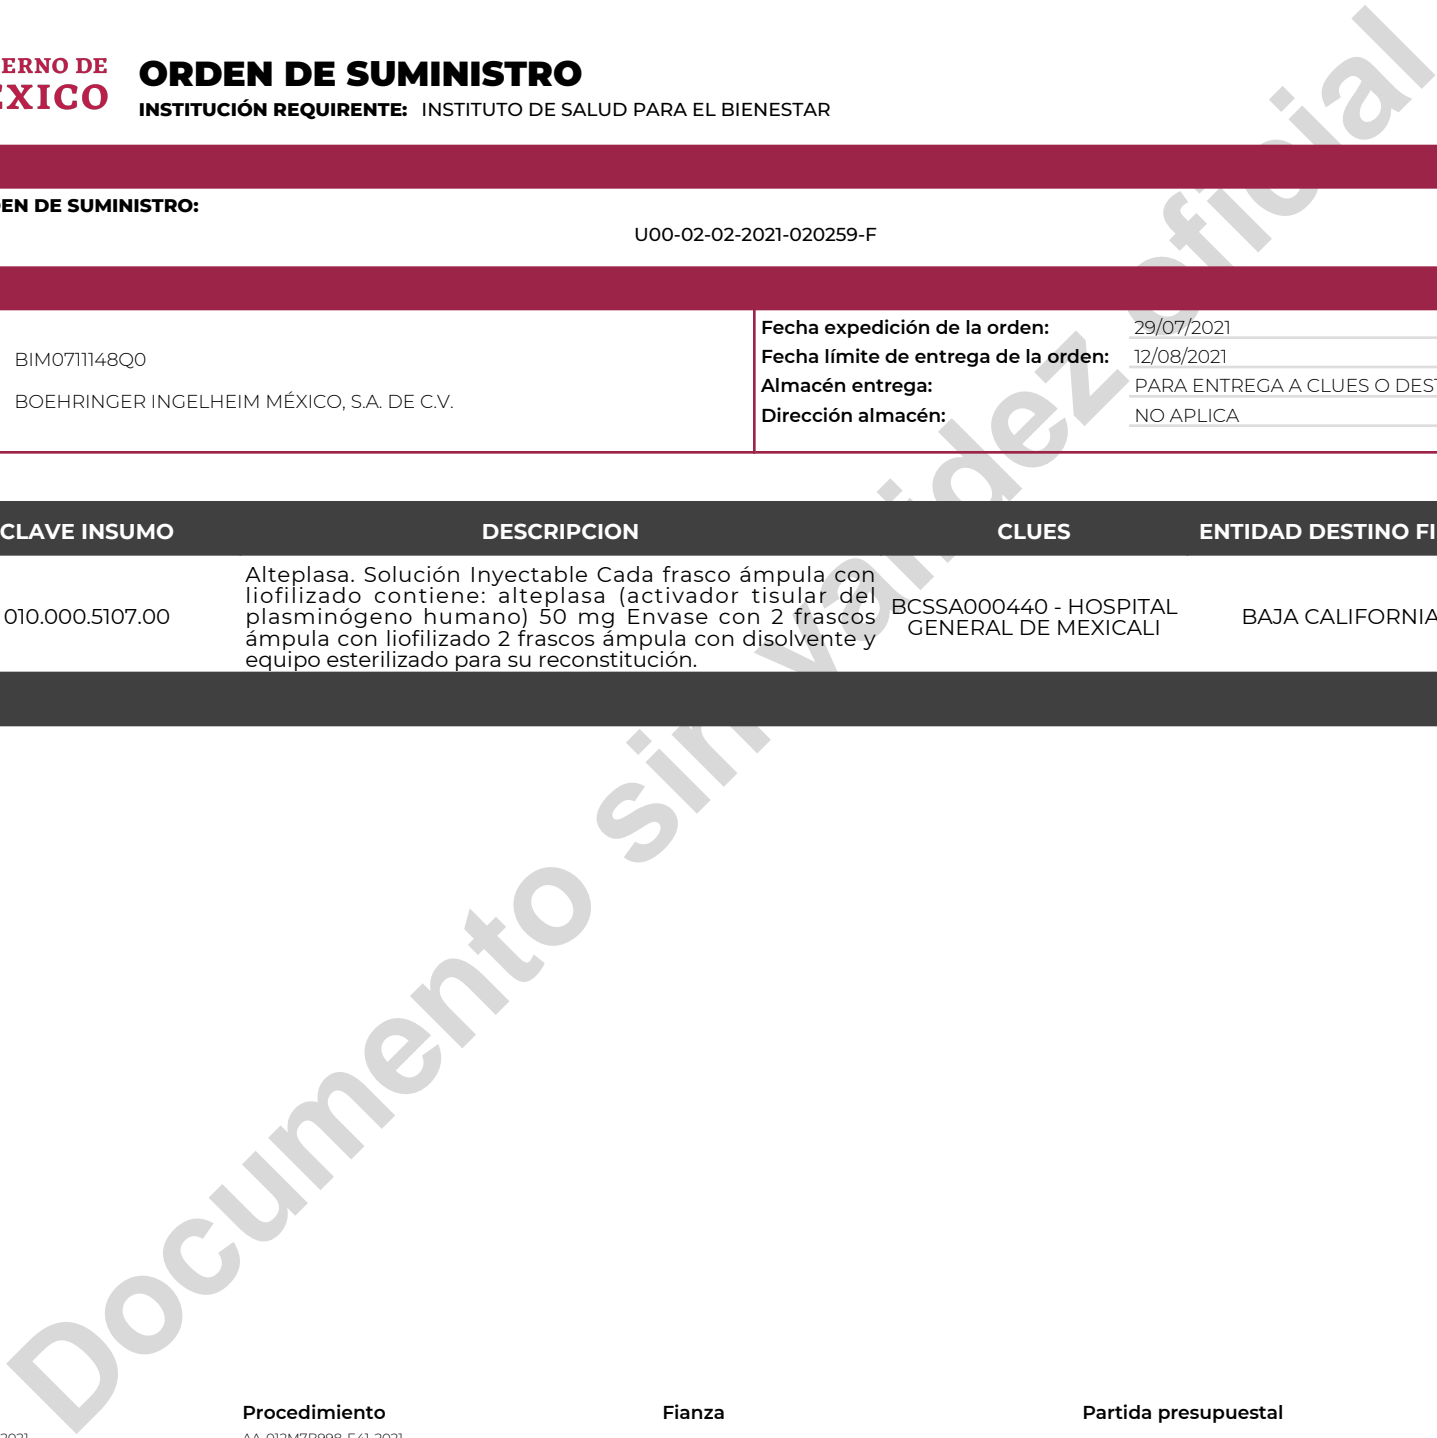 ERNO DE
ÉXICO
ORDEN DE SUMINISTRO
INSTITUCIÓN REQUIRENTE: INSTITUTO DE SALUD PARA EL BIENESTAR
EN DE SUMINISTRO:
U00-02-02-2021-020259-F
BIM0711148Q0
BOEHRINGER INGELHEIM MÉXICO, S.A. DE C.V.
Fecha expedición de la orden: 29/07/2021
Fecha límite de entrega de la orden: 12/08/2021
Almacén entrega: PARA ENTREGA A CLUES O DEST
Dirección almacén: NO APLICA
CLAVE INSUMO DESCRIPCION CLUES ENTIDAD DESTINO FI
010.000.5107.00
Alteplasa. Solución Inyectable Cada frasco ámpula con
liofilizado contiene: alteplasa (activador tisular del
plasminógeno humano) 50 mg Envase con 2 frascos
ámpula con liofilizado 2 frascos ámpula con disolvente y
equipo esterilizado para su reconstitución.
BCSSA000440 - HOSPITAL
GENERAL DE MEXICALI
BAJA CALIFORNIA
Documento sin validez oficial
Procedimiento Fianza Partida presupuestal